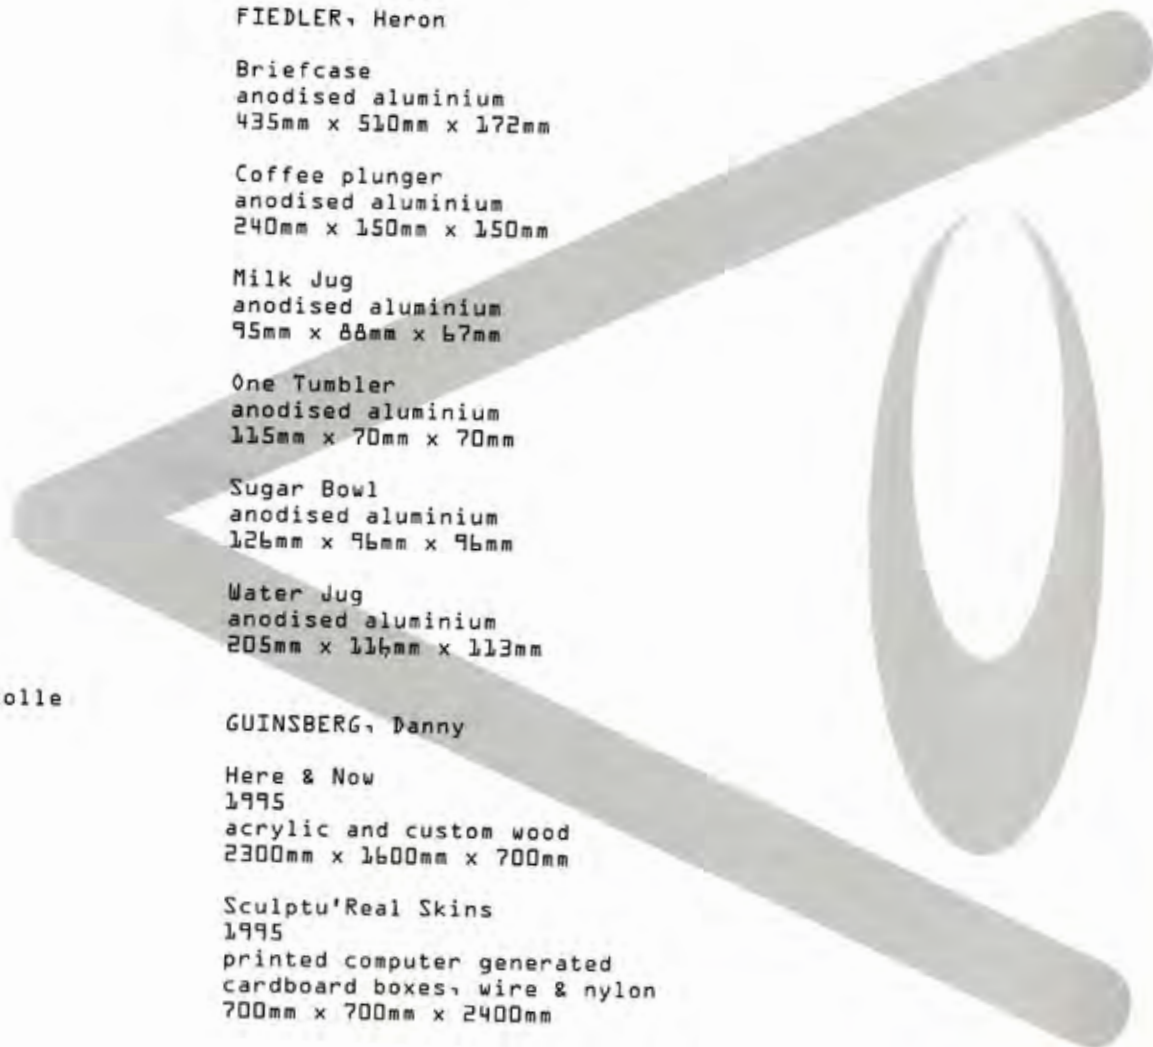 FIEDLER, Heron
Briefcase
anodised aluminium
435mm x 510mm x 172mm
Coffee plunger
anodised aluminium
240mm x 150mm x 150mm
Milk Jug
anodised aluminium
95mm x 88mm x 67mm
One Tumbler
anodised aluminium
115mm x 70mm x 70mm
Sugar Bowl
anodised aluminium
126mm x 96mm x 96mm
Water Jug
anodised aluminium
205mm x 116mm x 113mm
olle
GUINSBERG, Danny
Here & Now
1995
acrylic and custom wood
2300mm x 1600mm x 700mm
Sculptu'Real Skins
1995
printed computer generated
cardboard boxes, wire & nylon
700mm x 700mm x 2400mm